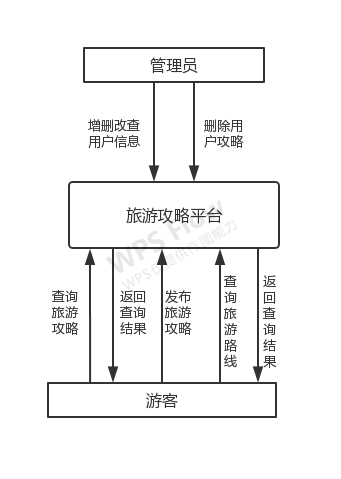 管理员
增删改查
用户信息
删除用
户攻略
旅游攻略平台
WPS Flow
WPS 仅提供作图能力
查询
旅游
攻略
返回
查询
结果
发布
旅游
攻略
查
询
旅
游
路
线
返
回
查
询
结
果
游客